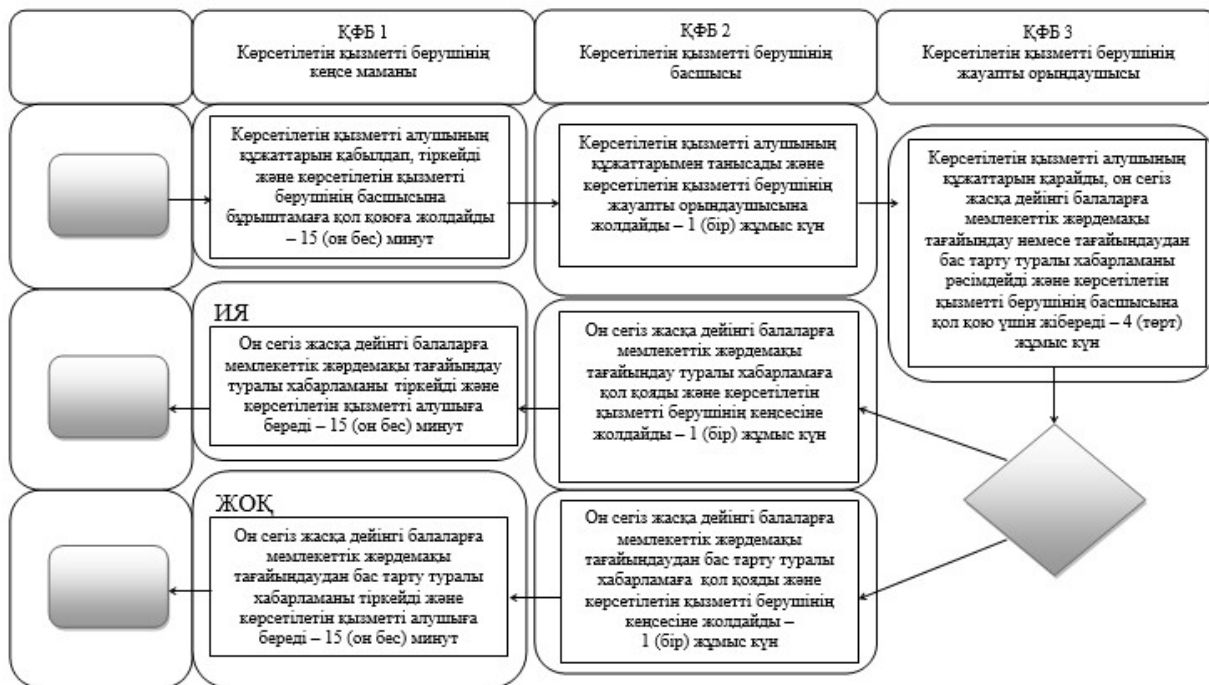 ҚФБ 1
Көрсетілетін қызметті берушінің
кеңсе маманы
ҚФБ 2
Көрсетілетін қызметті берушінің
басшысы
ҚФБ 3
Көрсетілетін қызметті берушінің
жауапты орындаушысы
Көрсетілетін қызметті алушының
құжаттарын қабылдап, тіркейді
және көрсетілетін қызметті
берушінің басшысына
бұрыштамаға қол қоюға жолдайды
– 15 (он бес) минут
Көрсетілетін қызметті алушының
құжаттарымен танысады және
көрсетілетін қызметті берушінің
жауапты орындаушысына
жолдайды – 1 (бір) жұмыс күн
Көрсетілетін қызметті алушының
құжаттарын қарайды, он сегіз
жасқа дейінгі балаларға
мемлекеттік жәрдемақы
тағайындау немесе тағайындаудан
бас тарту туралы хабарламаны
рәсімдейді және көрсетілетін
қызметті берушінің басшысына
қол қою үшін жібереді – 4 (төрт)
жұмыс күн
ИЯ
Он сегіз жасқа дейінгі балаларға
мемлекеттік жәрдемақы тағайындау
туралы хабарламаны тіркейді және
көрсетілетін қызметті алушыға
береді – 15 (он бес) минут
Он сегіз жасқа дейінгі балаларға
мемлекеттік жәрдемақы
тағайындау туралы хабарламаға
қол қояды және көрсетілетін
қызметті берушінің кеңсесіне
жолдайды – 1 (бір) жұмыс күн
ЖОҚ
Он сегіз жасқа дейінгі балаларға
мемлекеттік жәрдемақы
тағайындаудан бас тарту туралы
хабарламаны тіркейді және
көрсетілетін қызметті алушыға
береді – 15 (он бес) минут
Он сегіз жасқа дейінгі балаларға
мемлекеттік жәрдемақы
тағайындаудан бас тарту туралы
хабарламаға қол қояды және
көрсетілетін қызметті берушінің
кеңсесіне жолдайды –
1 (бір) жұмыс күн